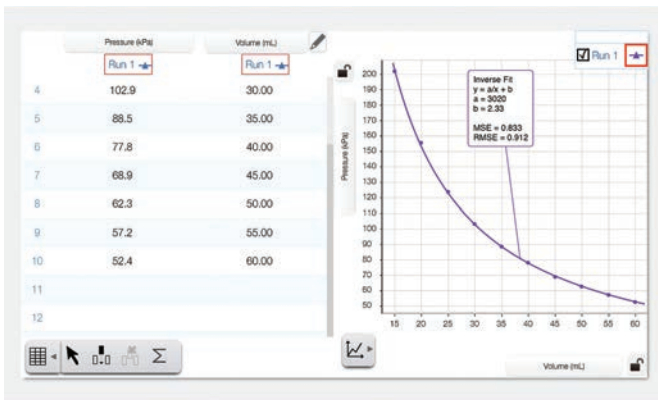 Pressure (kPa) Volume (mL)
Run 1 Run 1
4 102.9 30.00
5 88.5 35.00
6 77.8 40.00
7 68.9 45.00
8 62.3 50.00
9 57.2 55.00
10 52.4 60.00
11
12
Σ
Run 1
Pressure (kPa)
200
190
180
170
160
150
140
130
120
110
100
90
80
70
60
50
Inverse Fit
y = a/x + b
a = 3020
b = 2.33
MSE = 0.833
RMSE = 0.912
15 20 25 30 35 40 45 50 55 60
Volume (mL)